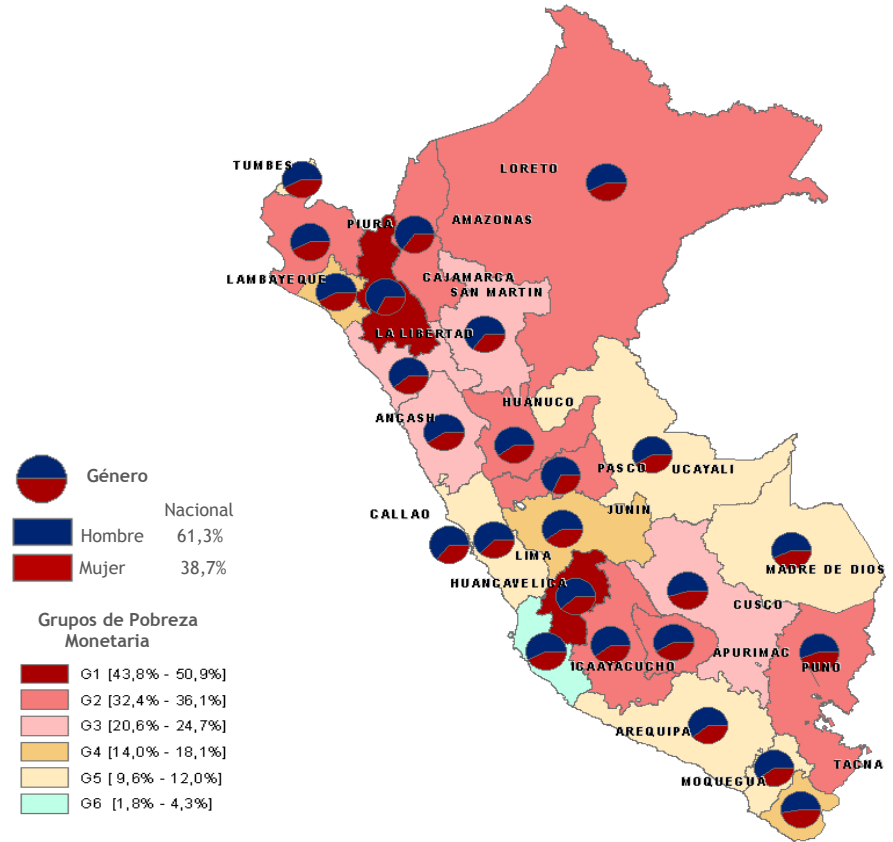 LORETO
TUMBES
PIURA
AMAZONAS
LAMBAYEQUE
CAJAMARCA
SAN MARTIN
LA LIBERTAD
HUANUCO
ANCASH
PASCO
UCAYALI
CALLAO
JUNIN
LIMA
MADRE DE DIOS
HUANCAVELICA
CUSCO
APURIMAC
ICA
AYACUCHO
PUNO
AREQUIPA
TACNA
MOQUEGUA
Género
Nacional
Hombre 61,3%
Mujer 38,7%
Grupos de Pobreza
Monetaria
G1 [43,8% - 50,9%]
G2 [32,4% - 36,1%]
G3 [20,6% - 24,7%]
G4 [14,0% - 18,1%]
G5 [ 9,6% - 12,0%]
G6 [1,8% - 4,3%]